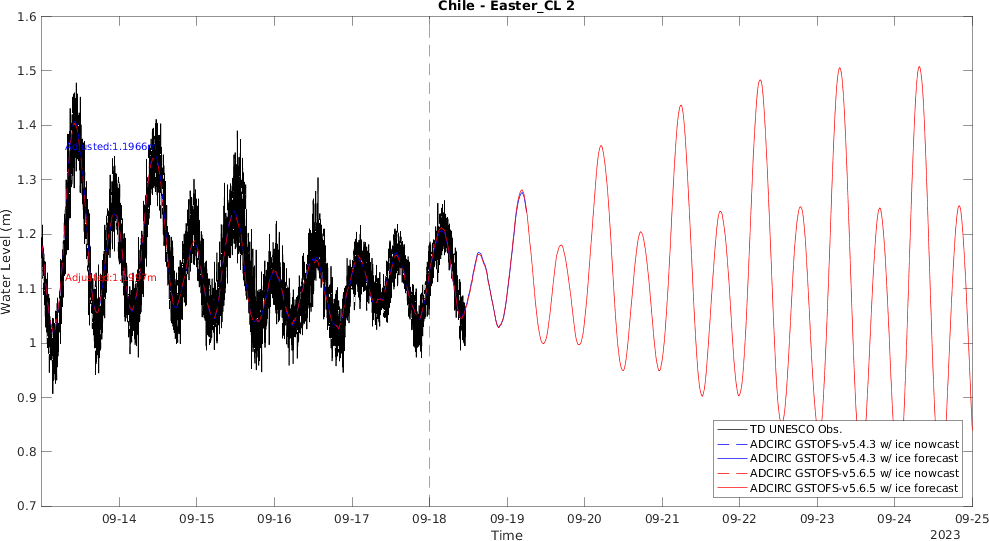 Chile - Easter_CL 2
1.6
1.5
1.4
1.3
1.2
1.1
1
0.9
0.8
0.7
Water Level (m)
TD UNESCO Obs.
ADCIRC GSTOFS-v5.4.3 w/ ice nowcast
ADCIRC GSTOFS-v5.4.3 w/ ice forecast
ADCIRC GSTOFS-v5.6.5 w/ ice nowcast
ADCIRC GSTOFS-v5.6.5 w/ ice forecast
09-14 09-15 09-16 09-17 09-18 09-19 09-20 09-21 09-22 09-23 09-24 09-25
Time
2023